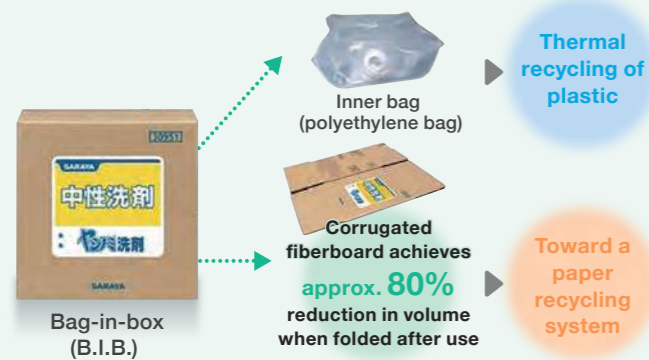 Thermal
recycling of
plastic
Inner bag
(polyethylene bag)
SARAYA
中性洗剤
ヤシノミ洗剤
SARAYA
Bag-in-box
(B.I.B.)
Corrugated
fiberboard achieves
approx. 80%
reduction in volume
when folded after use
Toward a
paper
recycling
system